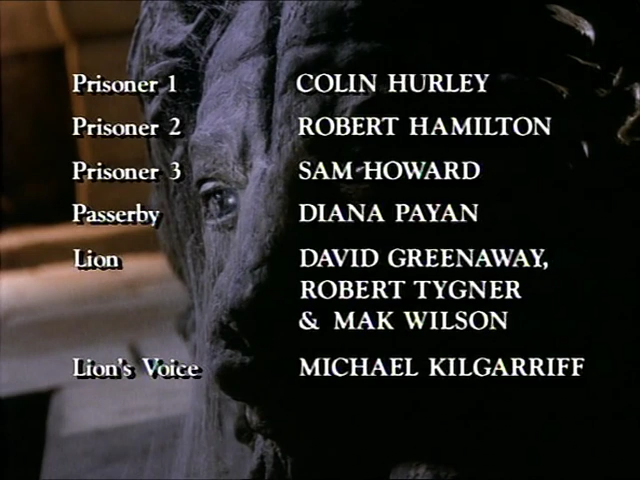 Prisoner 1 COLIN HURLEY
Prisoner 2 ROBERT HAMILTON
Prisoner 3 SAM HOWARD
Passerby DIANA PAYAN
Lion DAVID GREENAWAY,
ROBERT TYGNER
& MAK WILSON
Lion's Voice MICHAEL KILGARRIFF